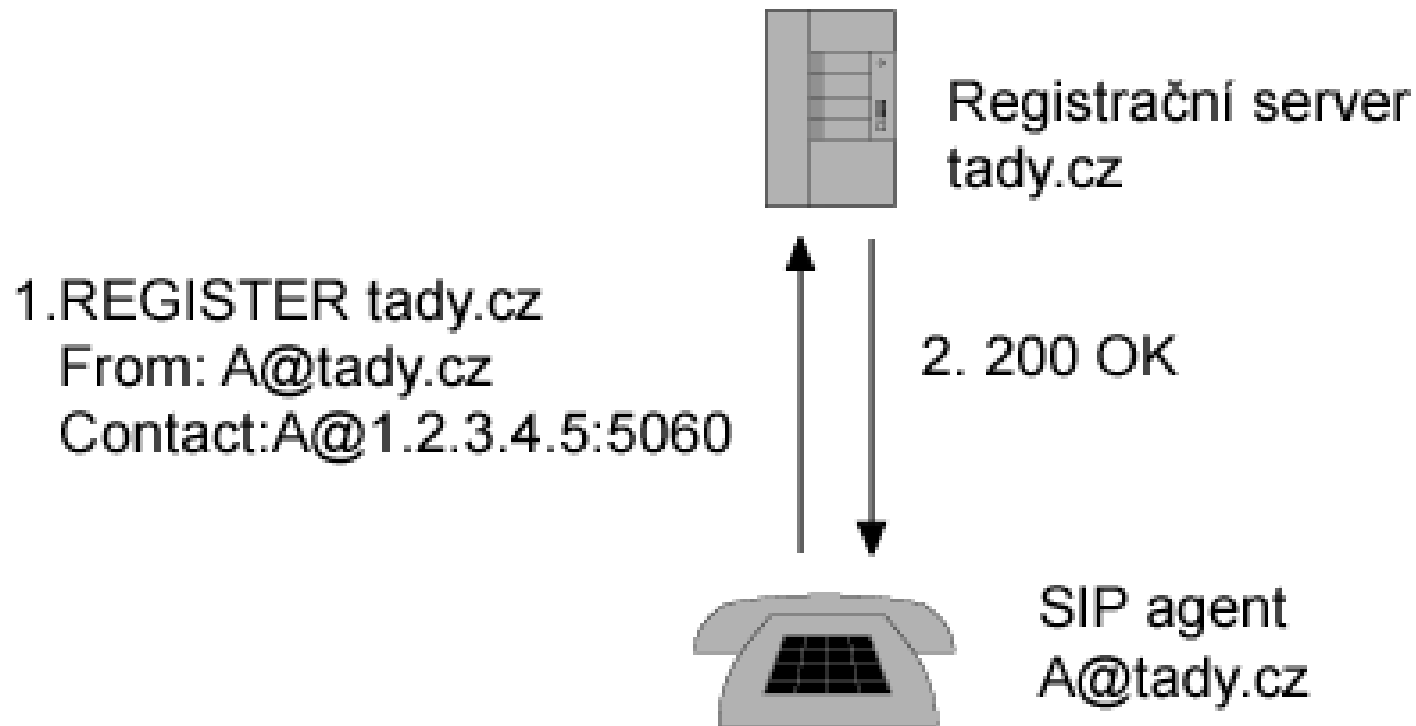 Registrační server
tady.cz
1.REGISTER tady.cz
From: A@tady.cz
Contact:A@1.2.3.4.5:5060
2. 200 OK
SIP agent
A@tady.cz